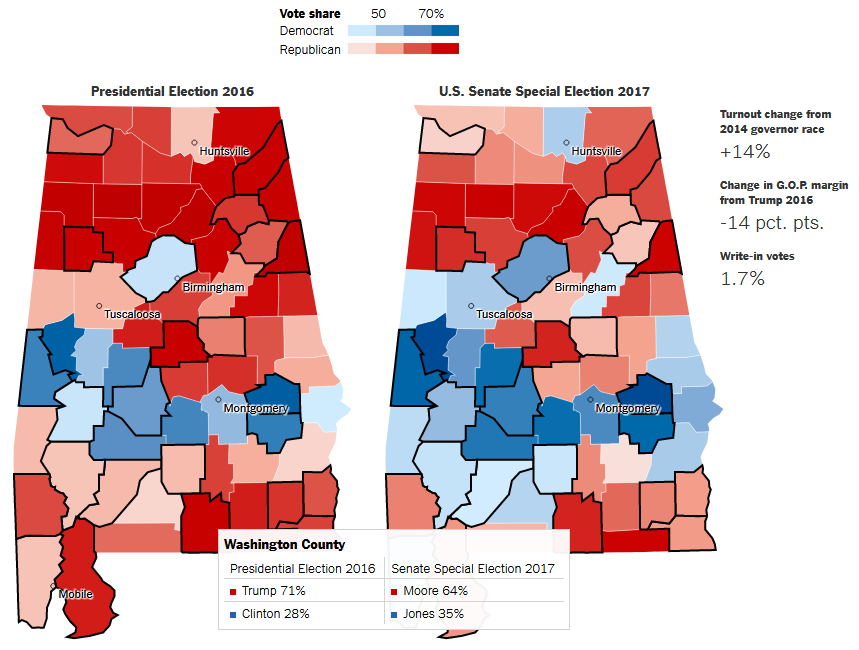 Vote share 50 70%
Democrat
Republican
Presidential Election 2016
U.S. Senate Special Election 2017
Huntsville
Birmingham
Tuscaloosa
Montgomery
Mobile
Huntsville
Birmingham
Tuscaloosa
Montgomery
Turnout change from
2014 governor race
+14%
Change in G.O.P. margin
from Trump 2016
-14 pct. pts.
Write-in votes
1.7%
Washington County
Presidential Election 2016 Senate Special Election 2017
Trump 71% Moore 64%
Clinton 28% Jones 35%